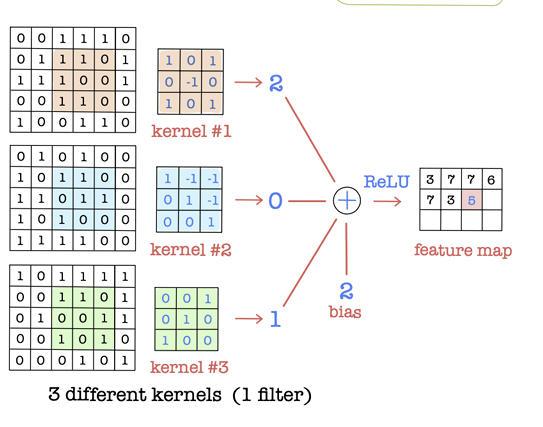 0 0 1 1 1 0
0 0 1 1 0 1
1 1 1 0 0 1
0 0 1 1 0 0
1 0 0 1 1 0
1 0 1
0 -1 0
1 0 1
kernel #1
2
0 1 0 1 0 0
1 0 1 1 0 1
1 1 0 1 1 0
1 0 1 0 0 0
1 1 1 1 0 0
1 -1 -1
0 1 -1
0 0 1
kernel #2
0
ReLU
3 7 7 6
7 3 5
feature map
1 0 1 1 1 1
0 0 1 1 0 1
1 0 0 0 1 1
0 0 1 0 1 0
0 0 0 1 0 1
0 0 1
0 1 0
1 0 0
kernel #3
1
2
bias
3 different kernels (1 filter)